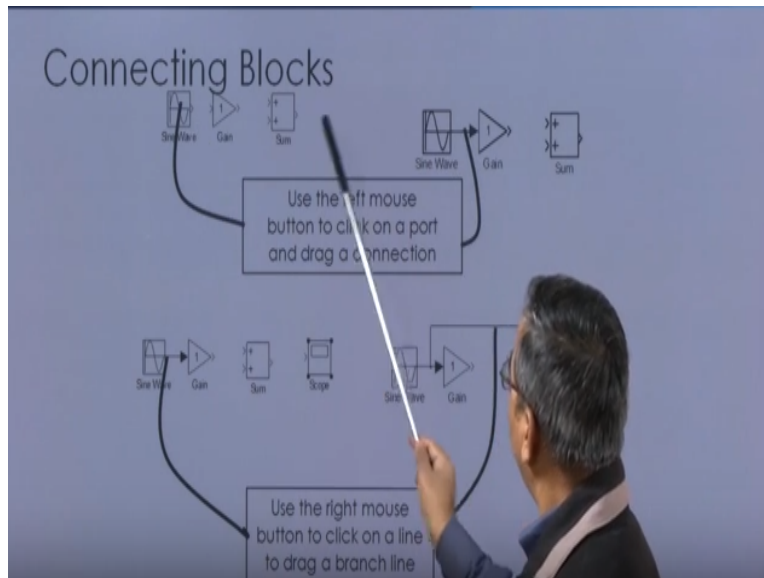 Connecting Blocks
1
Sine Wave Gain Sum
1
Sine Wave Gain Sum
Use the left mouse
button to click on a port
and drag a connection
1
Sine Wave Gain Sum Scope
1
Sine Wave Gain
Use the right mouse
button to click on a line
to drag a branch line